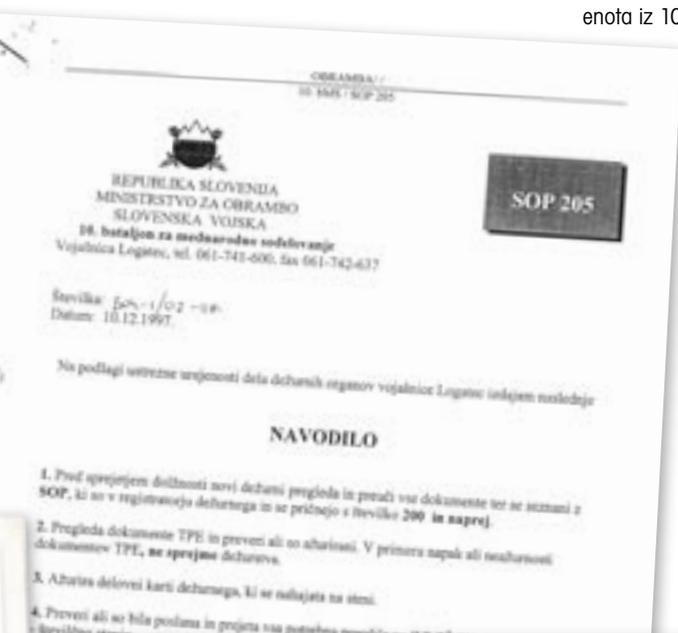 enota iz 10
OBRAMBA//
10. BMS / SOP 205
REPUBLIKA SLOVENIJA
MINISTRSTVO ZA OBRAMBO
SLOVENSKA VOJSKA
10. bataljon za mednarodno sodelovanje
Vojašnica Logatec, tel. 061-741-600, fax 061-742-637
SOP 205
Številka:
Datum: 10.12.1997.
Na podlagi ustrezne urejenosti dela dežurnih organov vojašnice Logatec izdajam naslednje
NAVODILO
1. Pred sprejetjem dolžnosti novi dežurni pregleda in preuči vse dokumente ter se seznani z
SOP, ki so v registratorju dežurnega in se pričnejo s številko 200 in naprej.
2. Pregleda dokumente TPE in preveri ali so ažurirani. V primeru napak ali neažurnosti
dokumentov TPE, ne sprejme dežurstva.
3. Ažurira delovni karti dežurnega, ki se nahajata na steni.
4. Preveri ali so bila poslana in prejeta vsa potrebna